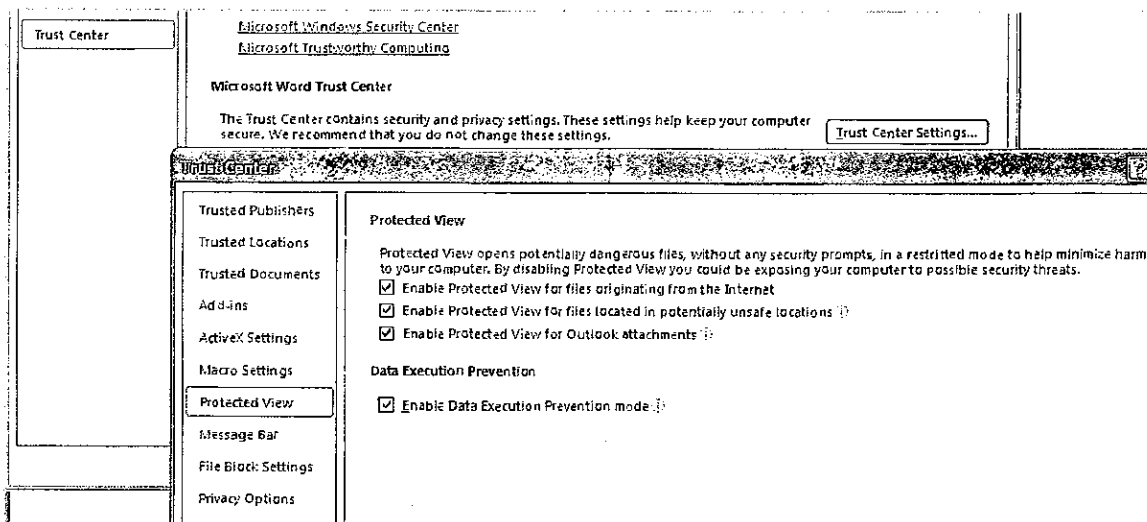 Trust Center
Microsoft Windows Security Center
Microsoft Trustworthy Computing
Microsoft Word Trust Center
The Trust Center contains security and privacy settings. These settings help keep your computer
secure. We recommend that you do not change these settings.
Trust Center Settings...
Trust Center
?
Trusted Publishers
Trusted Locations
Trusted Documents
Add-ins
ActiveX Settings
Macro Settings
Protected View
Message Bar
File Block Settings
Privacy Options
Protected View
Protected View opens potentially dangerous files, without any security prompts, in a restricted mode to help minimize harm
to your computer. By disabling Protected View you could be exposing your computer to possible security threats.
Enable Protected View for files originating from the Internet
Enable Protected View for files located in potentially unsafe locations
Enable Protected View for Outlook attachments
Data Execution Prevention
Enable Data Execution Prevention mode